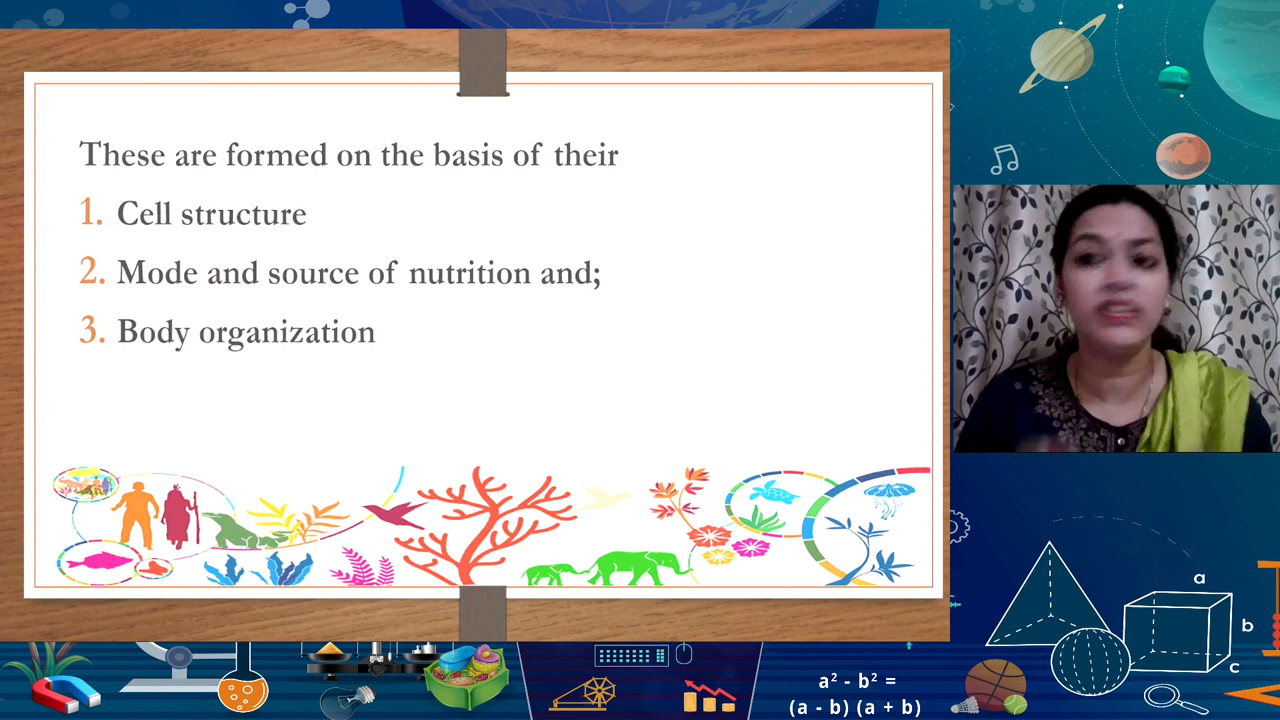 These are formed on the basis of their
1. Cell structure
2. Mode and source of nutrition and;
3. Body organization
a
b
c
a² - b² =
(a - b) (a + b)